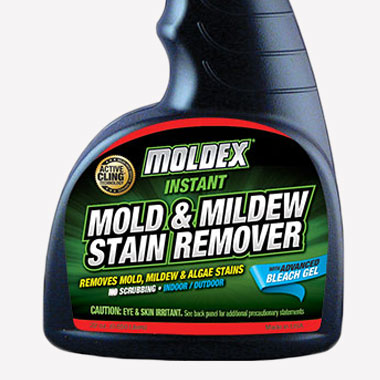 MOLDEX®
ACTIVE
CLING
TECHNOLOGY
INSTANT
MOLD & MILDEW
STAIN REMOVER
WITH ADVANCED
BLEACH GEL
REMOVES MOLD, MILDEW & ALGAE STAINS
NO SCRUBBING • INDOOR / OUTDOOR
CAUTION: EYE & SKIN IRRITANT. See back panel for additional precautionary statements.